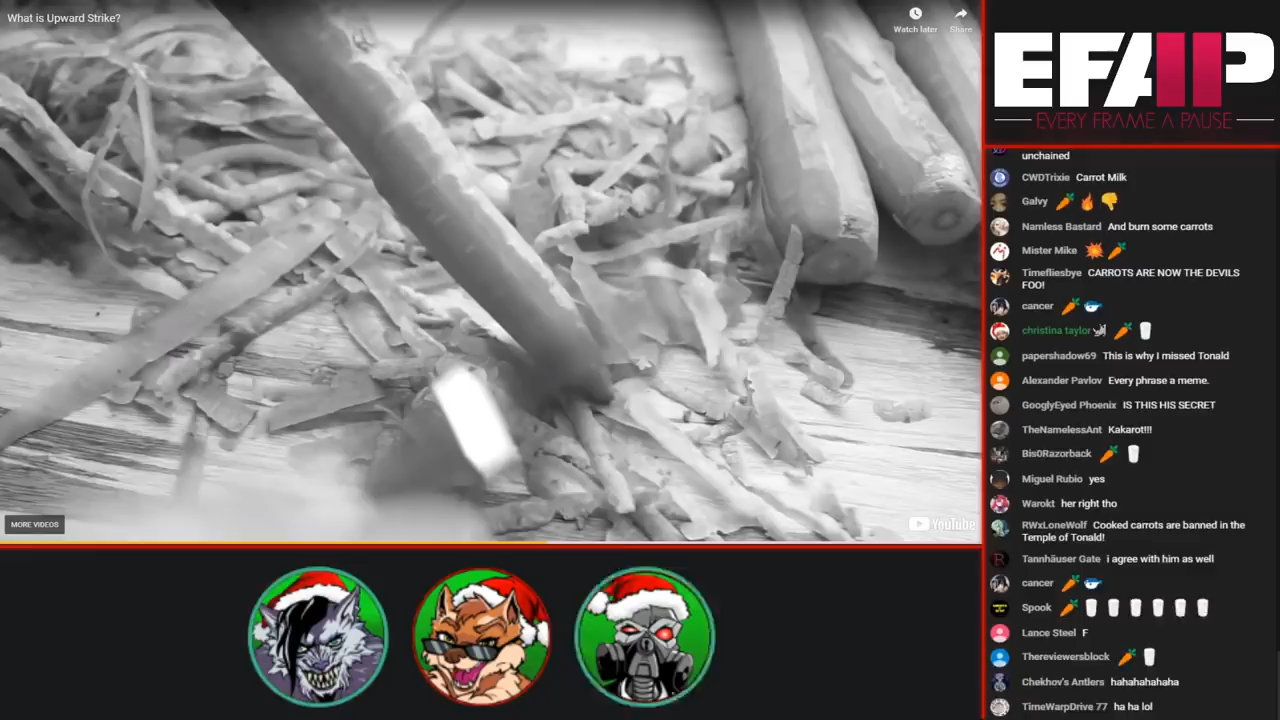 What is Upward Strike?
Watch later
Share
MORE VIDEOS
YouTube
EFAP
EVERY FRAME A PAUSE
unchained
CWDTrixie Carrot Milk
Galvy 🥕🔥👎
Namless Bastard And burn some carrots
Mister Mike 💥🥕
Timefliesbye CARROTS ARE NOW THE DEVILS
FOO!
cancer 🥕
christina taylor 🥕🥛
papershadow69 This is why I missed Tonald
Alexander Pavlov Every phrase a meme.
GooglyEyed Phoenix IS THIS HIS SECRET
TheNamelessAnt Kakarot!!!
Bis0Razorback 🥕🥛
Miguel Rubio yes
Warokt her right tho
RWxLoneWolf Cooked carrots are banned in the
Temple of Tonald!
Tannhäuser Gate i agree with him as well
cancer 🥕
Spook 🥕🥛🥛🥛🥛🥛🥛
Lance Steel F
Thereviewersblock 🥕🥛
Chekhov's Antlers hahahahahaha
TimeWarpDrive 77 ha ha lol